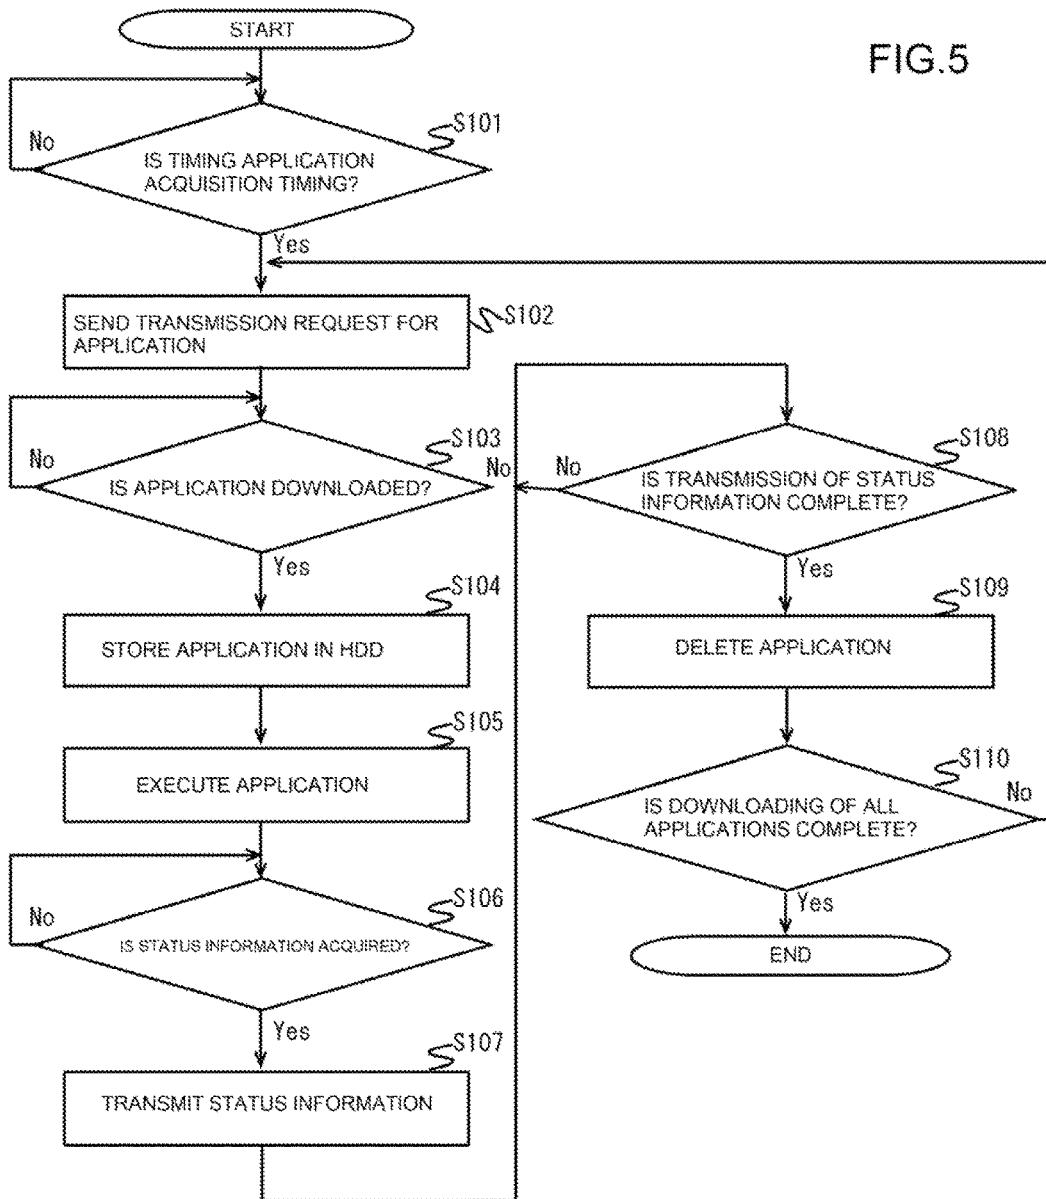 START
FIG.5
S101
No
IS TIMING APPLICATION
ACQUISITION TIMING?
Yes
S102
SEND TRANSMISSION REQUEST FOR
APPLICATION
S103
No
IS APPLICATION DOWNLOADED?
No
Yes
S104
STORE APPLICATION IN HDD
S105
EXECUTE APPLICATION
S106
No
IS STATUS INFORMATION ACQUIRED?
Yes
S107
TRANSMIT STATUS INFORMATION
S108
No
IS TRANSMISSION OF STATUS
INFORMATION COMPLETE?
Yes
S109
DELETE APPLICATION
S110
No
IS DOWNLOADING OF ALL
APPLICATIONS COMPLETE?
Yes
END